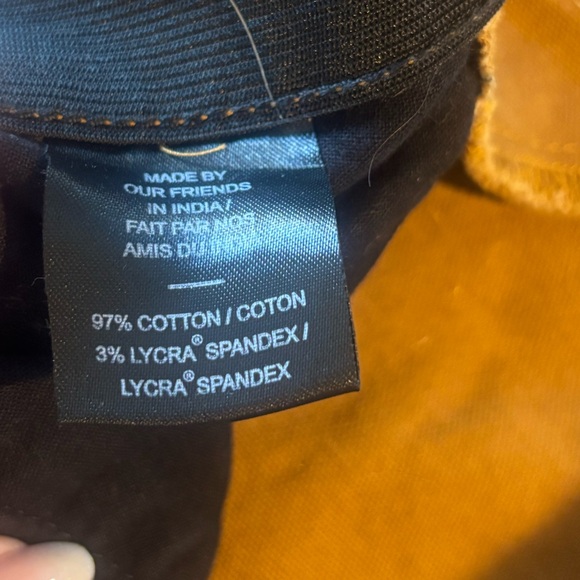 MADE BY
OUR FRIENDS
IN INDIA /
FAIT PAR NOS
AMIS DU
97% COTTON / COTON
3% LYCRA® SPANDEX /
LYCRA® SPANDEX